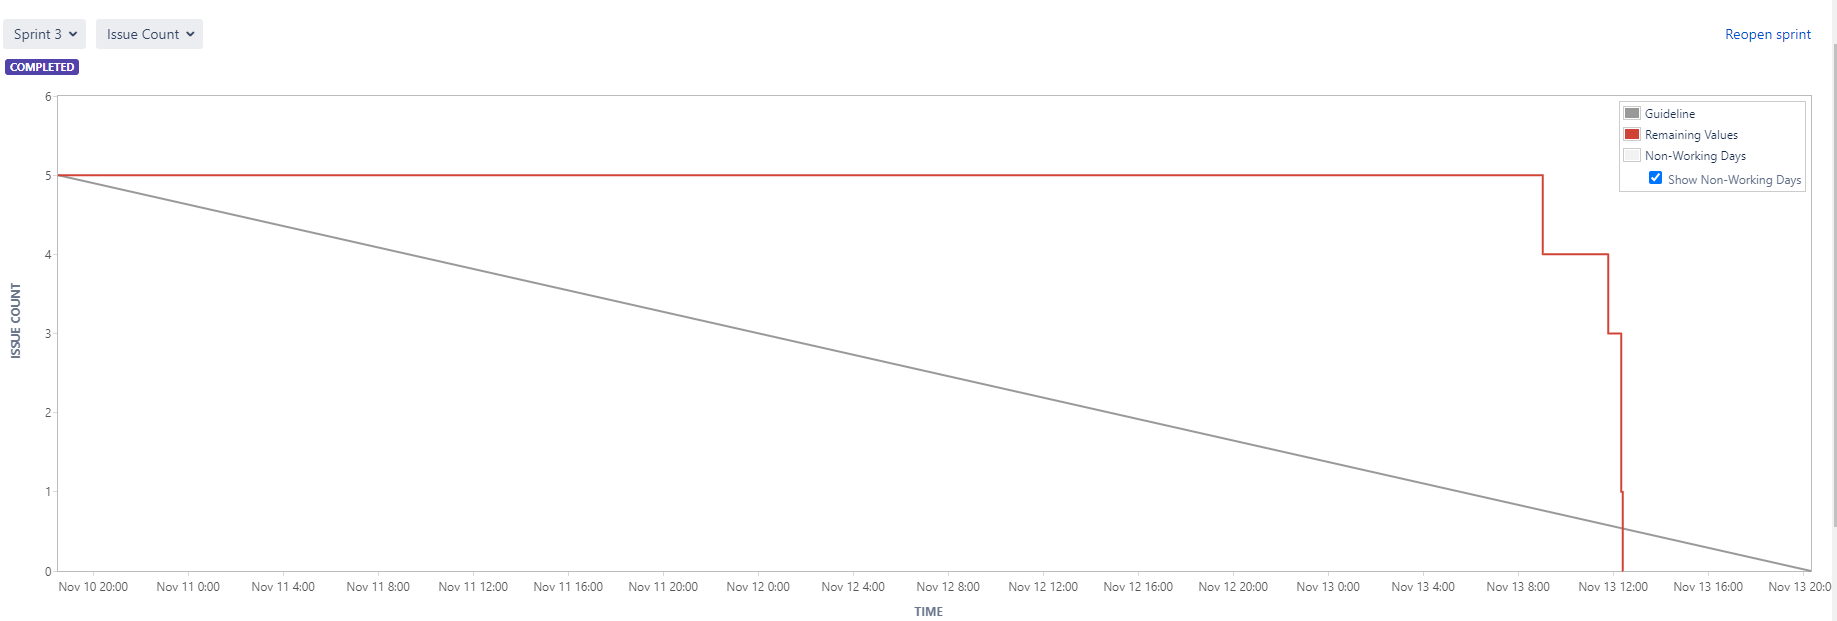 Sprint 3
Issue Count
Reopen sprint
COMPLETED
6
5
4
3
2
1
0
ISSUE COUNT
Guideline
Remaining Values
Non-Working Days
Show Non-Working Days
Nov 10 20:00
Nov 11 0:00
Nov 11 4:00
Nov 11 8:00
Nov 11 12:00
Nov 11 16:00
Nov 11 20:00
Nov 12 0:00
Nov 12 4:00
Nov 12 8:00
Nov 12 12:00
Nov 12 16:00
Nov 12 20:00
Nov 13 0:00
Nov 13 4:00
Nov 13 8:00
Nov 13 12:00
Nov 13 16:00
Nov 13 20:0
TIME